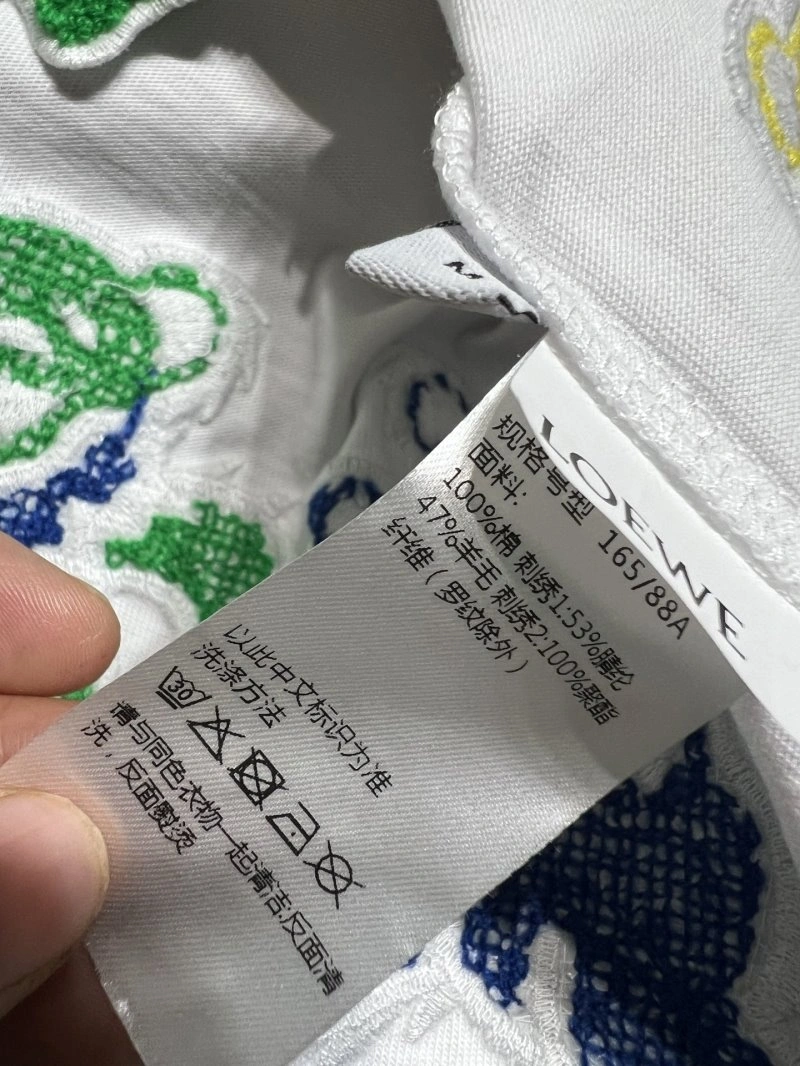 LOEWE
规格号型 165/88A
面料:
100%棉 刺绣1:53%腈纶
47%羊毛 刺绣2:100%聚酯
纤维(罗纹除外)
以此中文标识为准
洗涤方法
30
请与同色衣物一起清洁;反面清
洗,反面熨烫